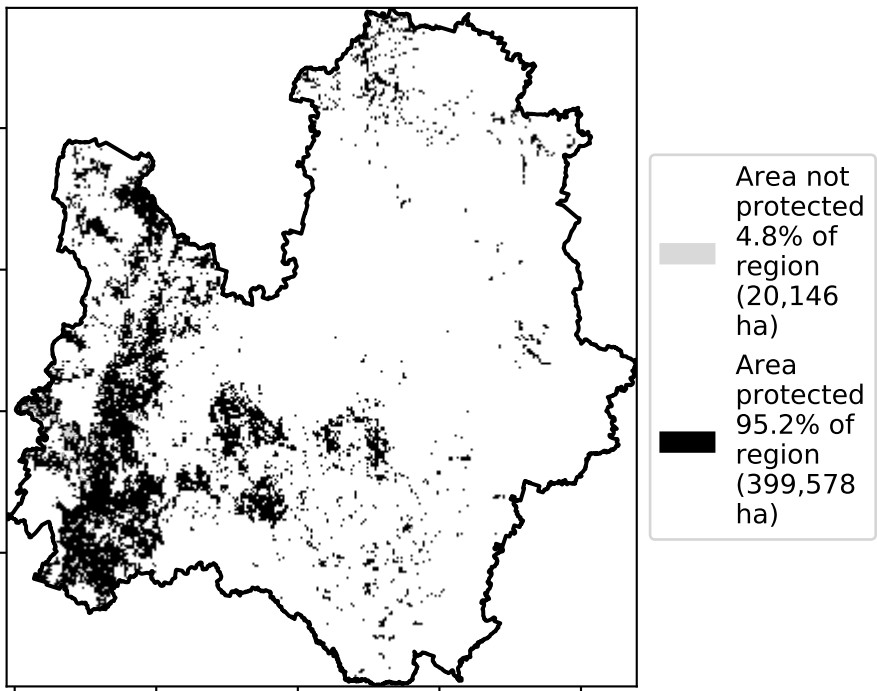 Area not
protected
4.8% of
region
(20,146
ha)
Area
protected
95.2% of
region
(399,578
ha)